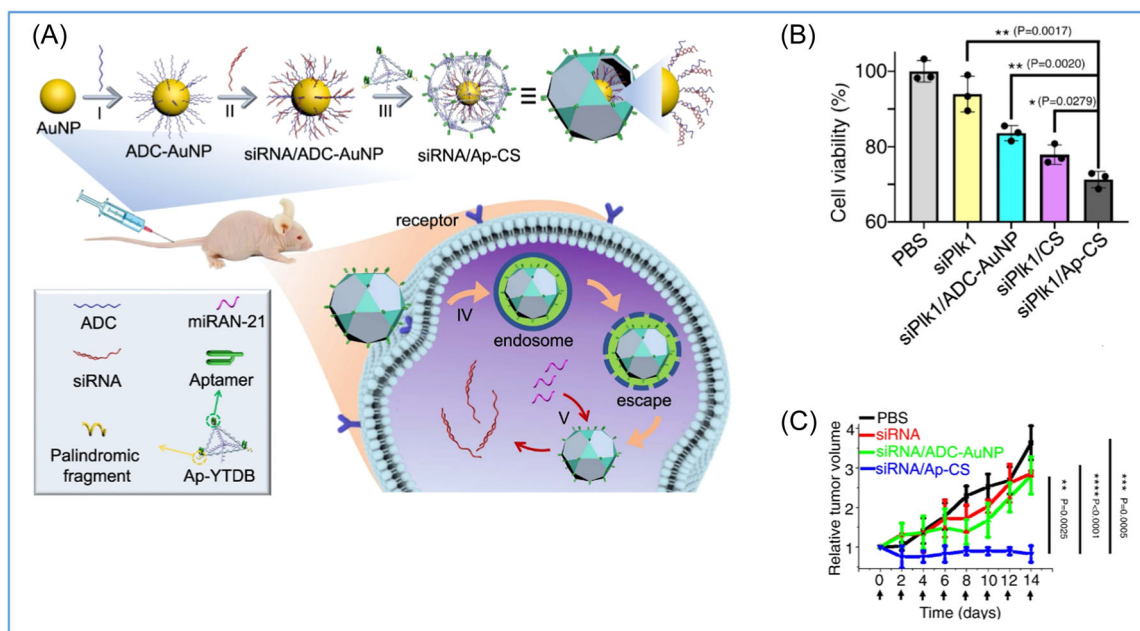 (A)
AuNP
I
ADC-AuNP
II
siRNA/ADC-AuNP
III
siRNA/Ap-CS
≡
receptor
IV
endosome
escape
V
ADC
miRAN-21
siRNA
Aptamer
Palindromic
fragment
Ap-YTDB
(B)
Cell viability (%)
100
80
60
** (P=0.0017)
** (P=0.0020)
* (P=0.0279)
PBS
siPlk1
siPlk1/ADC-AuNP
siPlk1/CS
siPlk1/Ap-CS
(C)
Relative tumor volume
4
3
2
1
PBS
siRNA
siRNA/ADC-AuNP
siRNA/Ap-CS
** P=0.0025
**** P<0.0001
*** P=0.0005
0 2 4 6 8 10 12 14
Time (days)